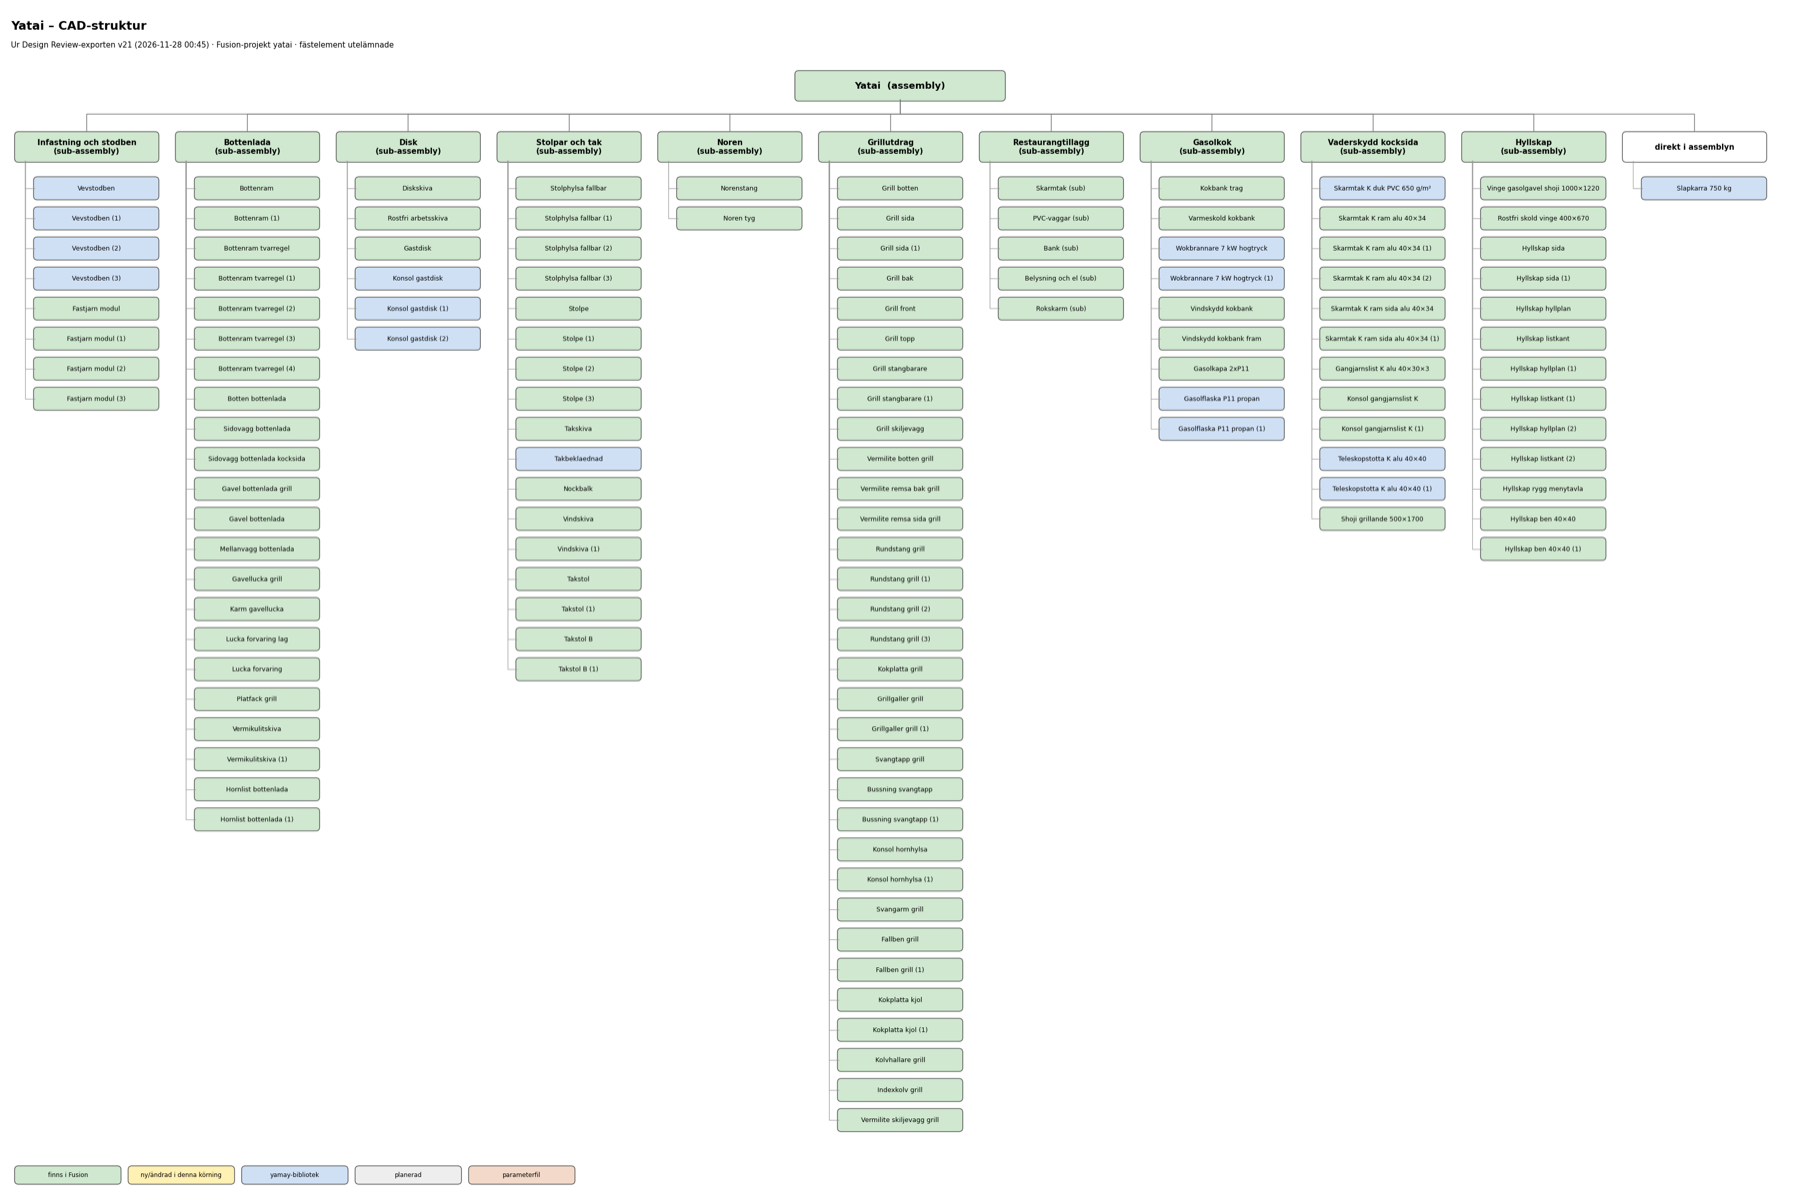 Yatai – CAD-struktur
Ur Design Review-exporten v21 (2026-11-28 00:45) · Fusion-projekt yatai · fästelement utelämnade
Yatai (assembly)
Infastning och stodben
(sub-assembly)
Vevstodben
Vevstodben (1)
Vevstodben (2)
Vevstodben (3)
Fastjarn modul
Fastjarn modul (1)
Fastjarn modul (2)
Fastjarn modul (3)
Bottenlada
(sub-assembly)
Bottenram
Bottenram (1)
Bottenram tvarregel
Bottenram tvarregel (1)
Bottenram tvarregel (2)
Bottenram tvarregel (3)
Bottenram tvarregel (4)
Botten bottenlada
Sidovagg bottenlada
Sidovagg bottenlada kocksida
Gavel bottenlada grill
Gavel bottenlada
Mellanvagg bottenlada
Gavellucka grill
Karm gavellucka
Lucka forvaring lag
Lucka forvaring
Platfack grill
Vermikulitskiva
Vermikulitskiva (1)
Hornlist bottenlada
Hornlist bottenlada (1)
Disk
(sub-assembly)
Diskskiva
Rostfri arbetsskiva
Gastdisk
Konsol gastdisk
Konsol gastdisk (1)
Konsol gastdisk (2)
Stolpar och tak
(sub-assembly)
Stolphylsa fallbar
Stolphylsa fallbar (1)
Stolphylsa fallbar (2)
Stolphylsa fallbar (3)
Stolpe
Stolpe (1)
Stolpe (2)
Stolpe (3)
Takskiva
Takbeklaednad
Nockbalk
Vindskiva
Vindskiva (1)
Takstol
Takstol (1)
Takstol B
Takstol B (1)
Noren
(sub-assembly)
Norenstang
Noren tyg
Grillutdrag
(sub-assembly)
Grill botten
Grill sida
Grill sida (1)
Grill bak
Grill front
Grill topp
Grill stangbarare
Grill stangbarare (1)
Grill skiljevagg
Vermilite botten grill
Vermilite remsa bak grill
Vermilite remsa sida grill
Rundstang grill
Rundstang grill (1)
Rundstang grill (2)
Rundstang grill (3)
Kokplatta grill
Grillgaller grill
Grillgaller grill (1)
Svangtapp grill
Bussning svangtapp
Bussning svangtapp (1)
Konsol hornhylsa
Konsol hornhylsa (1)
Svangarm grill
Fallben grill
Fallben grill (1)
Kokplatta kjol
Kokplatta kjol (1)
Kolvhallare grill
Indexkolv grill
Vermilite skiljevagg grill
Restaurangtillagg
(sub-assembly)
Skarmtak (sub)
PVC-vaggar (sub)
Bank (sub)
Belysning och el (sub)
Rokskarm (sub)
Gasolkok
(sub-assembly)
Kokbank trag
Varmeskold kokbank
Wokbrannare 7 kW hogtryck
Wokbrannare 7 kW hogtryck (1)
Vindskydd kokbank
Vindskydd kokbank fram
Gasolkapa 2xP11
Gasolflaska P11 propan
Gasolflaska P11 propan (1)
Vaderskydd kocksida
(sub-assembly)
Skarmtak K duk PVC 650 g/m²
Skarmtak K ram alu 40×34
Skarmtak K ram alu 40×34 (1)
Skarmtak K ram alu 40×34 (2)
Skarmtak K ram sida alu 40×34
Skarmtak K ram sida alu 40×34 (1)
Gangjarnslist K alu 40×30×3
Konsol gangjarnslist K
Konsol gangjarnslist K (1)
Teleskopstotta K alu 40×40
Teleskopstotta K alu 40×40 (1)
Shoji grillande 500×1700
Hyllskap
(sub-assembly)
Vinge gasolgavel shoji 1000×1220
Rostfri skold vinge 400×670
Hyllskap sida
Hyllskap sida (1)
Hyllskap hyllplan
Hyllskap listkant
Hyllskap hyllplan (1)
Hyllskap listkant (1)
Hyllskap hyllplan (2)
Hyllskap listkant (2)
Hyllskap rygg menytavla
Hyllskap ben 40×40
Hyllskap ben 40×40 (1)
direkt i assemblyn
Slapkarra 750 kg
finns i Fusion
ny/ändrad i denna körning
yamay-bibliotek
planerad
parameterfil